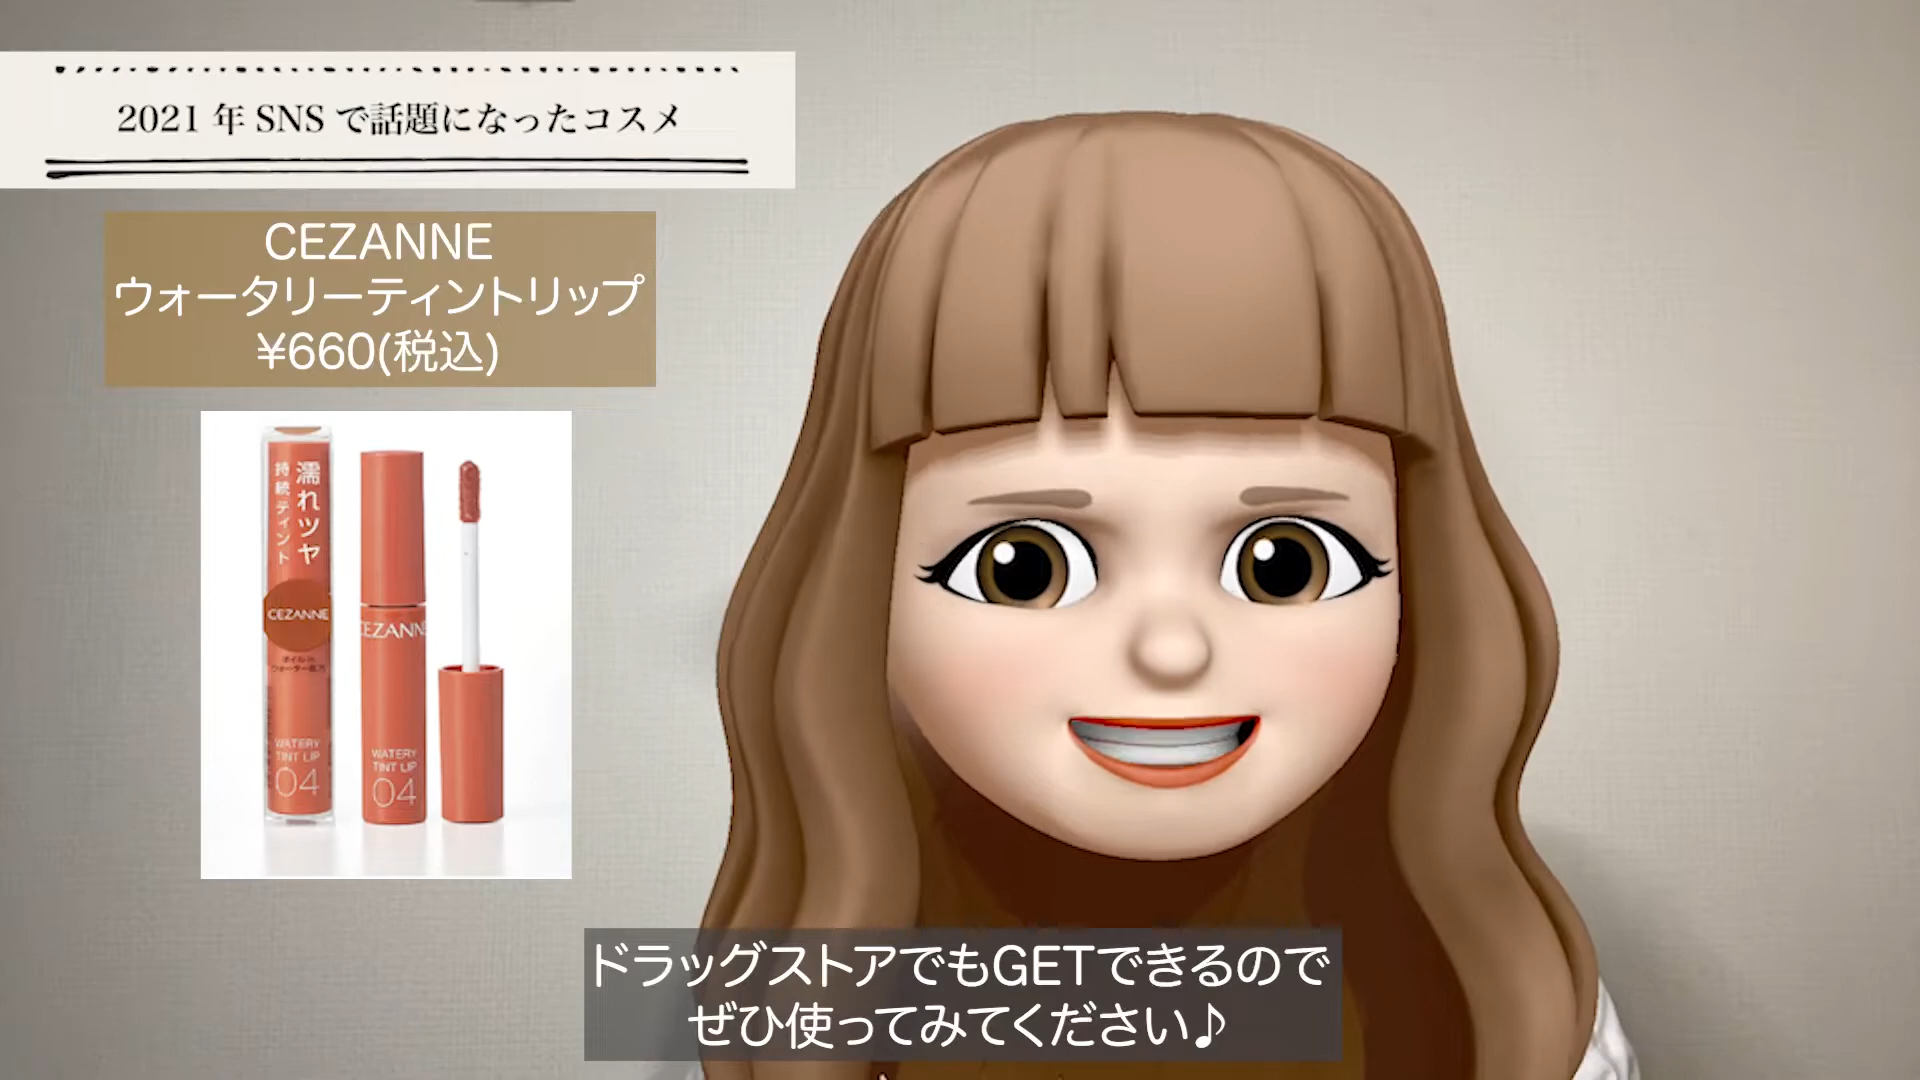 2021 年 SNS で話題になったコスメ
CEZANNE
ウォータリーティントリップ
¥660(税込)
濡れツヤ
持続ティント
CEZANNE
WATERY
TINT LIP
04
CEZANNE
WATERY
TINT LIP
04
ドラッグストアでもGETできるので
ぜひ使ってみてください♪